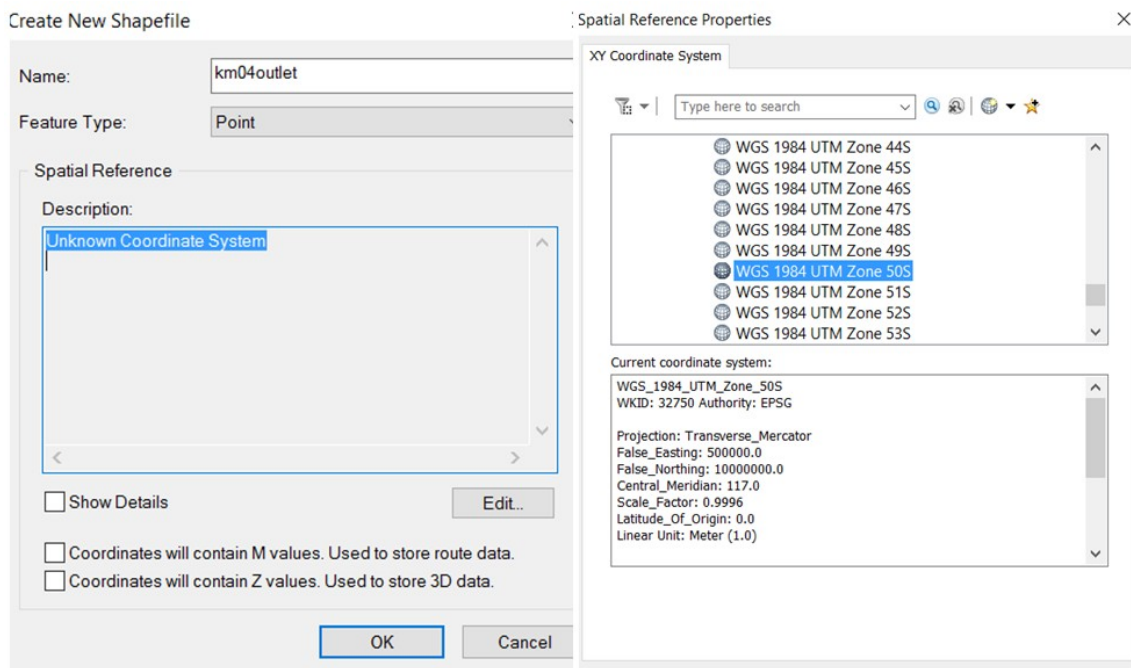 Create New Shapefile
Name:
km04outlet
Feature Type:
Point
Spatial Reference
Description:
Unknown Coordinate System
Show Details
Edit...
Coordinates will contain M values. Used to store route data.
Coordinates will contain Z values. Used to store 3D data.
OK
Cancel
Spatial Reference Properties
XY Coordinate System
Type here to search
WGS 1984 UTM Zone 44S
WGS 1984 UTM Zone 45S
WGS 1984 UTM Zone 46S
WGS 1984 UTM Zone 47S
WGS 1984 UTM Zone 48S
WGS 1984 UTM Zone 49S
WGS 1984 UTM Zone 50S
WGS 1984 UTM Zone 51S
WGS 1984 UTM Zone 52S
WGS 1984 UTM Zone 53S
Current coordinate system:
WGS_1984_UTM_Zone_50S
WKID: 32750 Authority: EPSG
Projection: Transverse_Mercator
False_Easting: 500000.0
False_Northing: 10000000.0
Central_Meridian: 117.0
Scale_Factor: 0.9996
Latitude_Of_Origin: 0.0
Linear Unit: Meter (1.0)